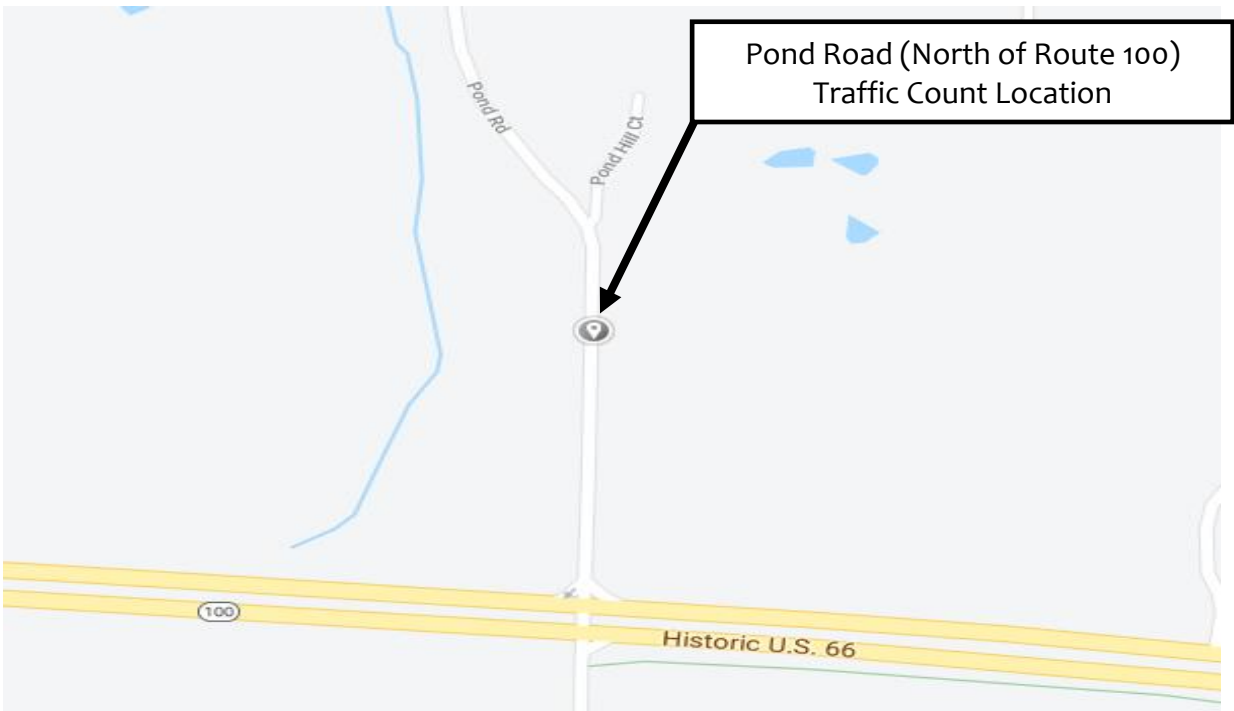 Pond Road (North of Route 100)
Traffic Count Location
Pond Rd
Pond Hill Ct
100
Historic U.S. 66